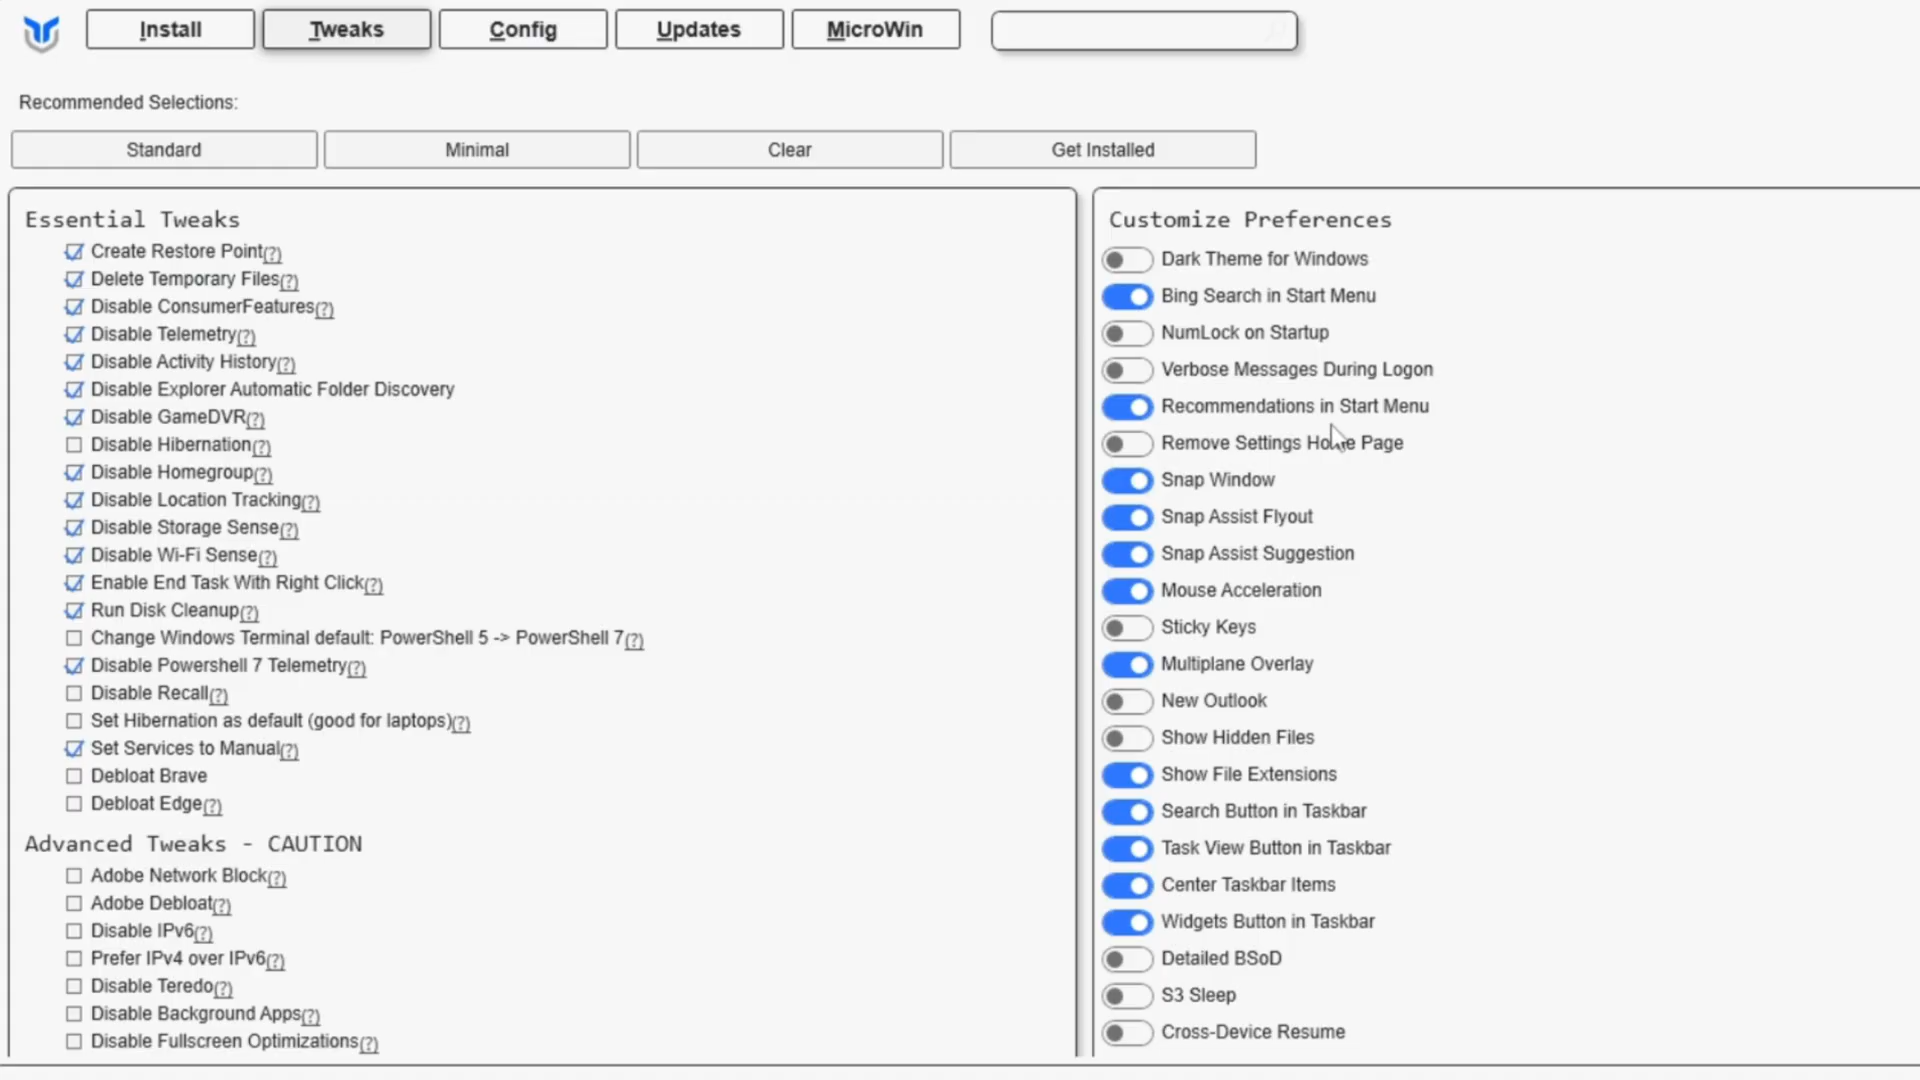 Install
Tweaks
Config
Updates
MicroWin
Recommended Selections:
Standard
Minimal
Clear
Get Installed
Essential Tweaks
Create Restore Point(?)
Delete Temporary Files(?)
Disable ConsumerFeatures(?)
Disable Telemetry(?)
Disable Activity History(?)
Disable Explorer Automatic Folder Discovery
Disable GameDVR(?)
Disable Hibernation(?)
Disable Homegroup(?)
Disable Location Tracking(?)
Disable Storage Sense(?)
Disable Wi-Fi Sense(?)
Enable End Task With Right Click(?)
Run Disk Cleanup(?)
Change Windows Terminal default: PowerShell 5 -> PowerShell 7(?)
Disable Powershell 7 Telemetry(?)
Disable Recall(?)
Set Hibernation as default (good for laptops)(?)
Set Services to Manual(?)
Debloat Brave
Debloat Edge(?)
Advanced Tweaks - CAUTION
Adobe Network Block(?)
Adobe Debloat(?)
Disable IPv6(?)
Prefer IPv4 over IPv6(?)
Disable Teredo(?)
Disable Background Apps(?)
Disable Fullscreen Optimizations(?)
Customize Preferences
Dark Theme for Windows
Bing Search in Start Menu
NumLock on Startup
Verbose Messages During Logon
Recommendations in Start Menu
Remove Settings Home Page
Snap Window
Snap Assist Flyout
Snap Assist Suggestion
Mouse Acceleration
Sticky Keys
Multiplane Overlay
New Outlook
Show Hidden Files
Show File Extensions
Search Button in Taskbar
Task View Button in Taskbar
Center Taskbar Items
Widgets Button in Taskbar
Detailed BSoD
S3 Sleep
Cross-Device Resume